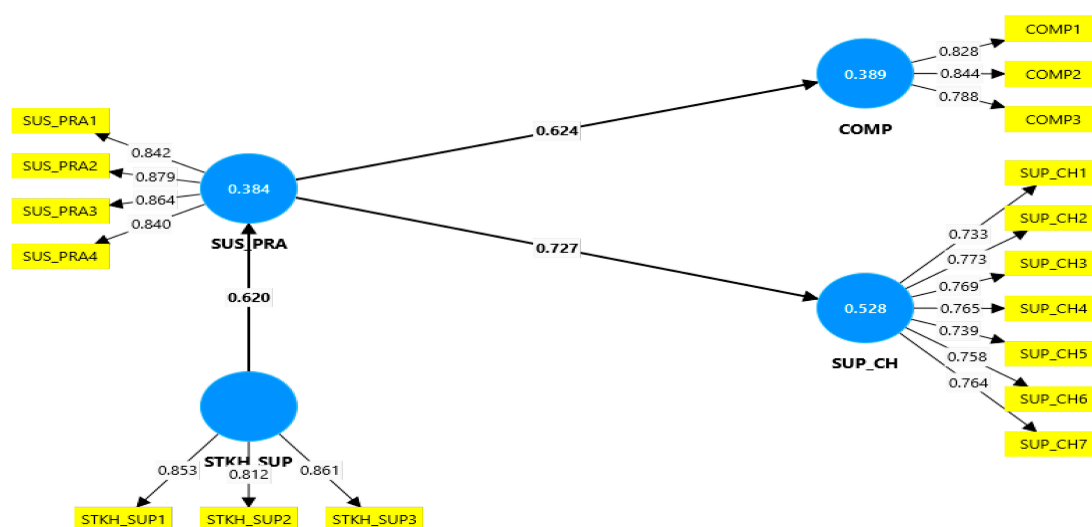 SUS_PRA1
SUS_PRA2
SUS_PRA3
SUS_PRA4
0.842
0.879
0.864
0.840
0.384
SUS_PRA
0.620
STKH_SUP
0.853
0.812
0.861
STKH_SUP1
STKH_SUP2
STKH_SUP3
0.624
0.727
0.389
COMP
0.828
0.844
0.788
COMP1
COMP2
COMP3
0.528
SUP_CH
0.733
0.773
0.769
0.765
0.739
0.758
0.764
SUP_CH1
SUP_CH2
SUP_CH3
SUP_CH4
SUP_CH5
SUP_CH6
SUP_CH7